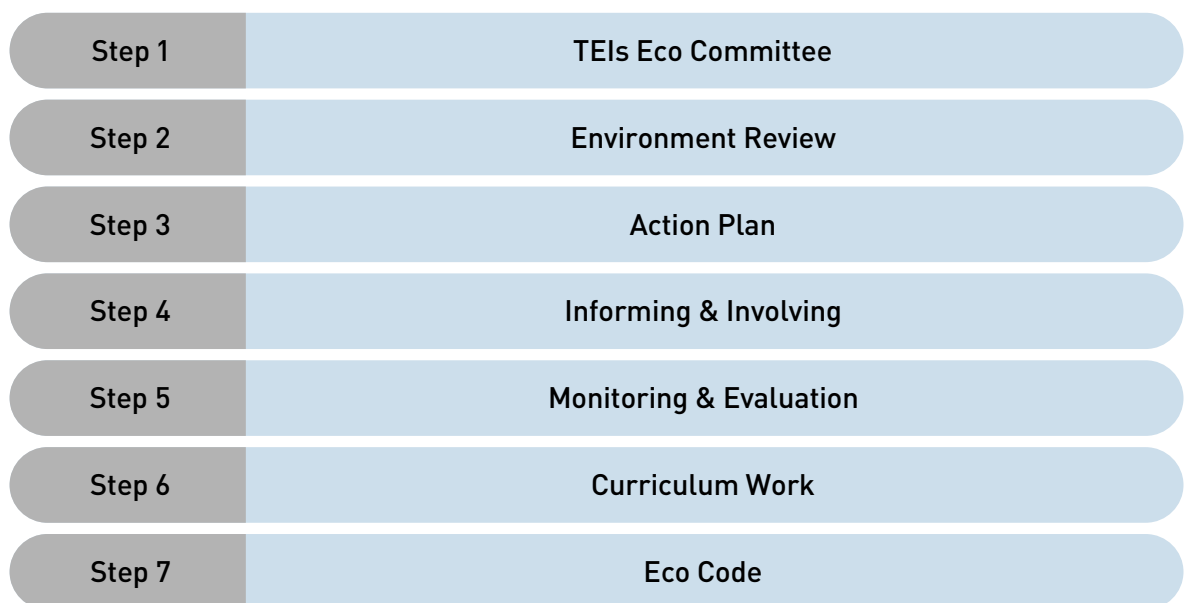 Step 1 TEIs Eco Committee
Step 2 Environment Review
Step 3 Action Plan
Step 4 Informing & Involving
Step 5 Monitoring & Evaluation
Step 6 Curriculum Work
Step 7 Eco Code